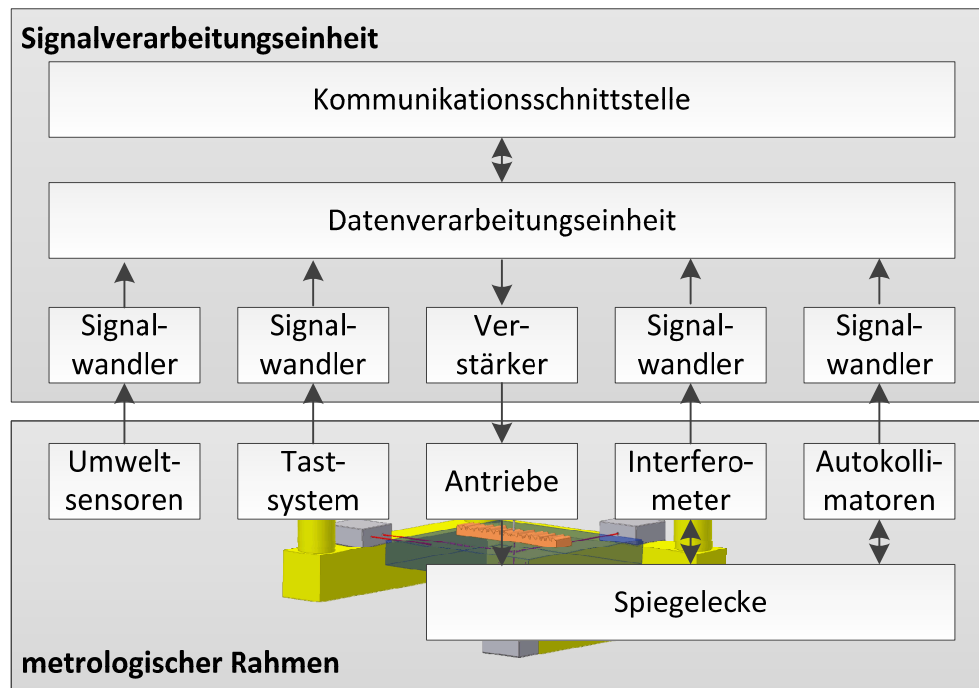 Signalverarbeitungseinheit
Kommunikationsschnittstelle
Datenverarbeitungseinheit
Signal-
wandler
Signal-
wandler
Ver-
stärker
Signal-
wandler
Signal-
wandler
Umwelt-
sensoren
Tast-
system
Antriebe
Interfero-
meter
Autokolli-
matoren
Spiegelecke
metrologischer Rahmen